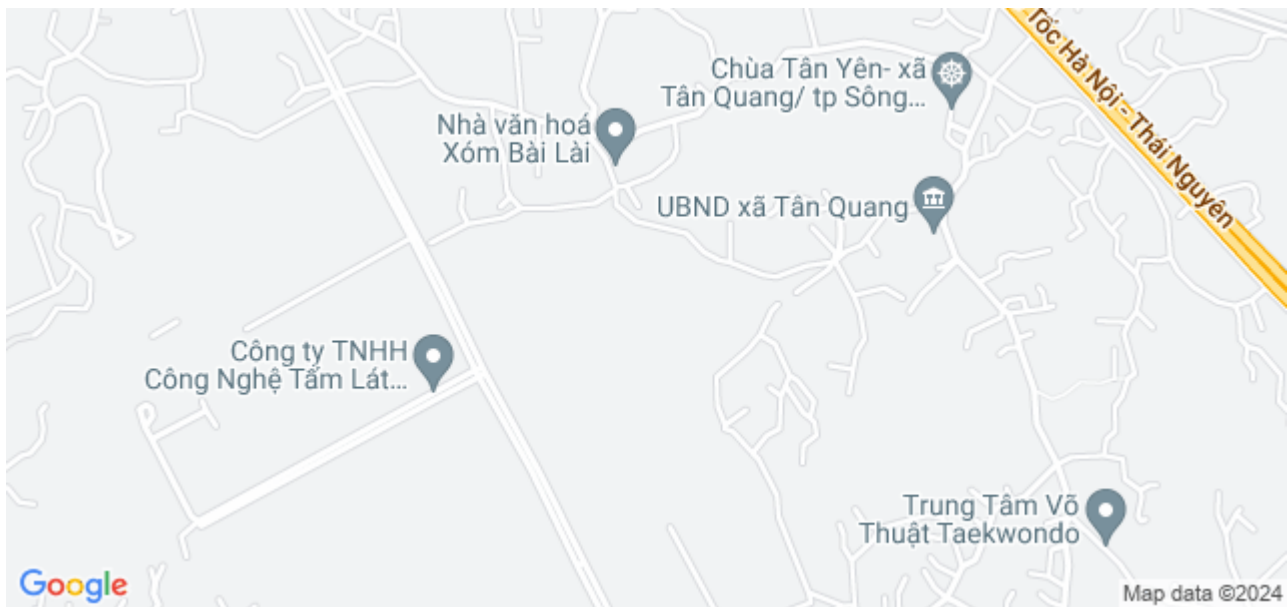 Tốc Hà Nội - Thái Nguyên
Chùa Tân Yên- xã
Tân Quang/ tp Sông...
Nhà văn hoá
Xóm Bài Lài
UBND xã Tân Quang
Công ty TNHH
Công Nghệ Tấm Lát...
Trung Tâm Võ
Thuật Taekwondo
Google
Map data ©2024